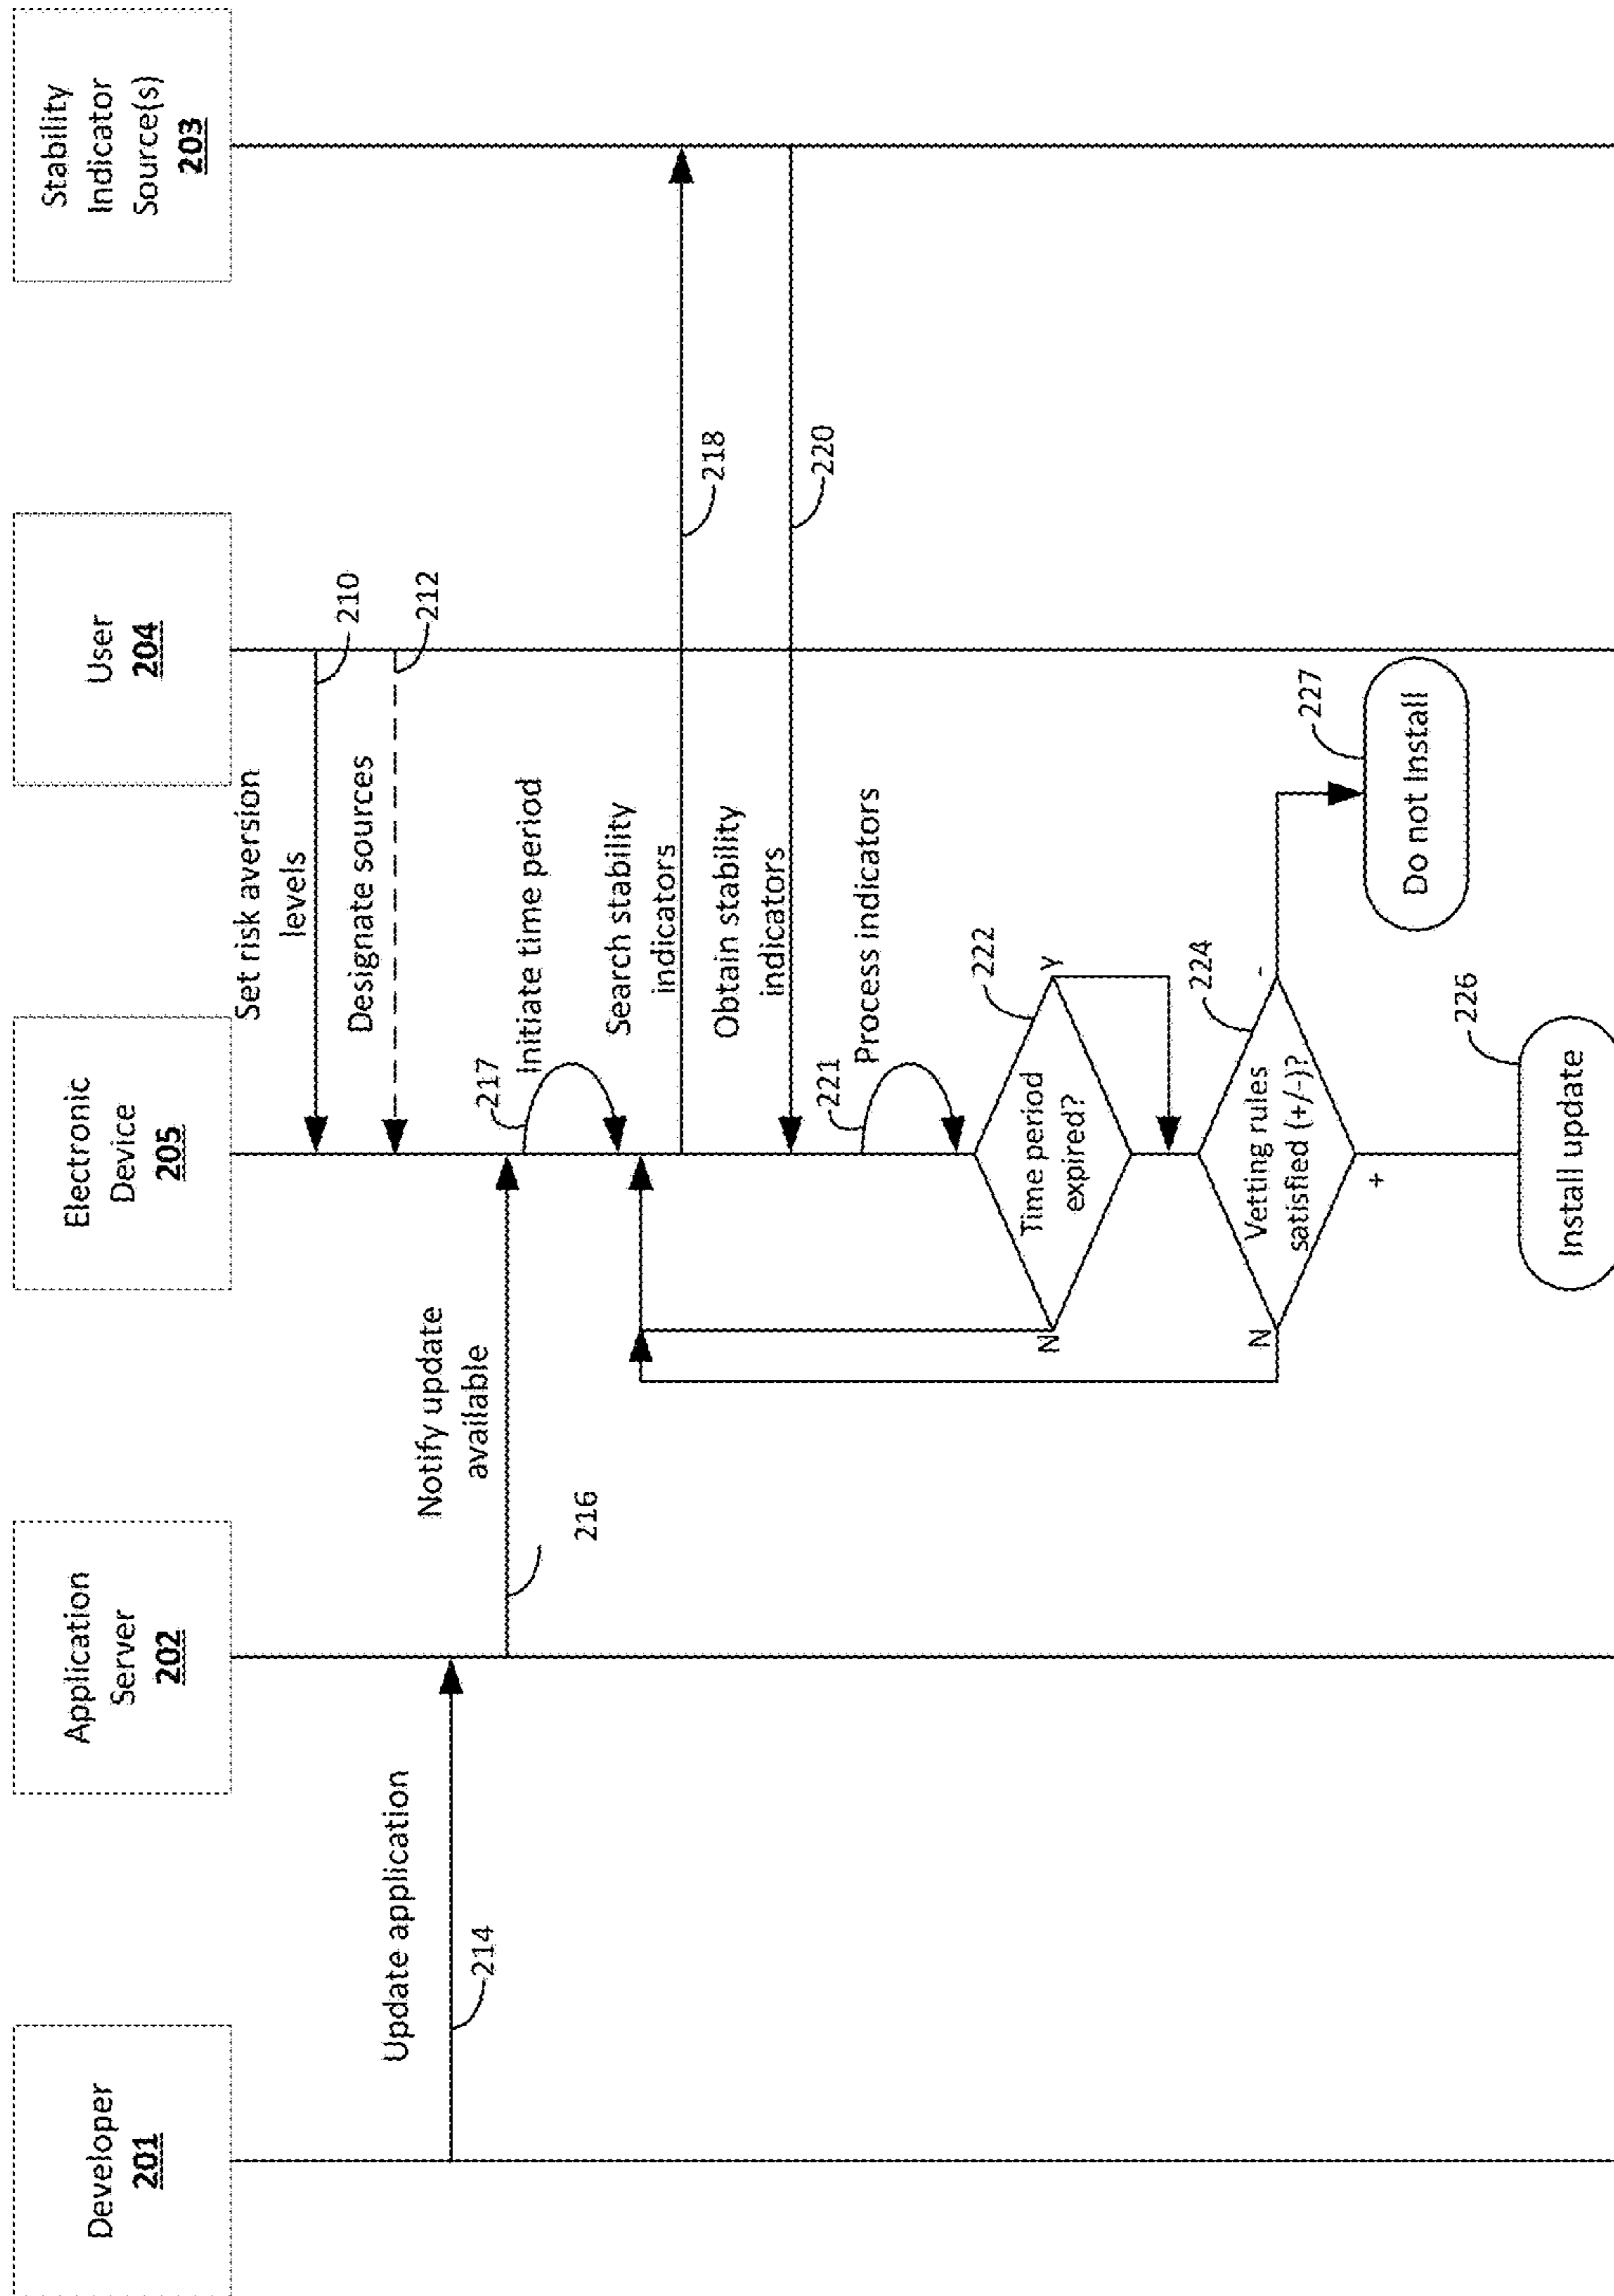 Developer
201
Application
Server
202
Electronic
Device
205
User
204
Stability
Indicator
Source(s)
203
Set risk aversion
levels
210
Designate sources
212
Update application
214
Notify update
available
216
217
Initiate time period
Search stability
indicators
218
Obtain stability
indicators
220
221
Process indicators
222
Time period
expired?
Y
N
224
Vetting rules
satisfied (+/-)?
-
N
+
227
Do not Install
226
Install update